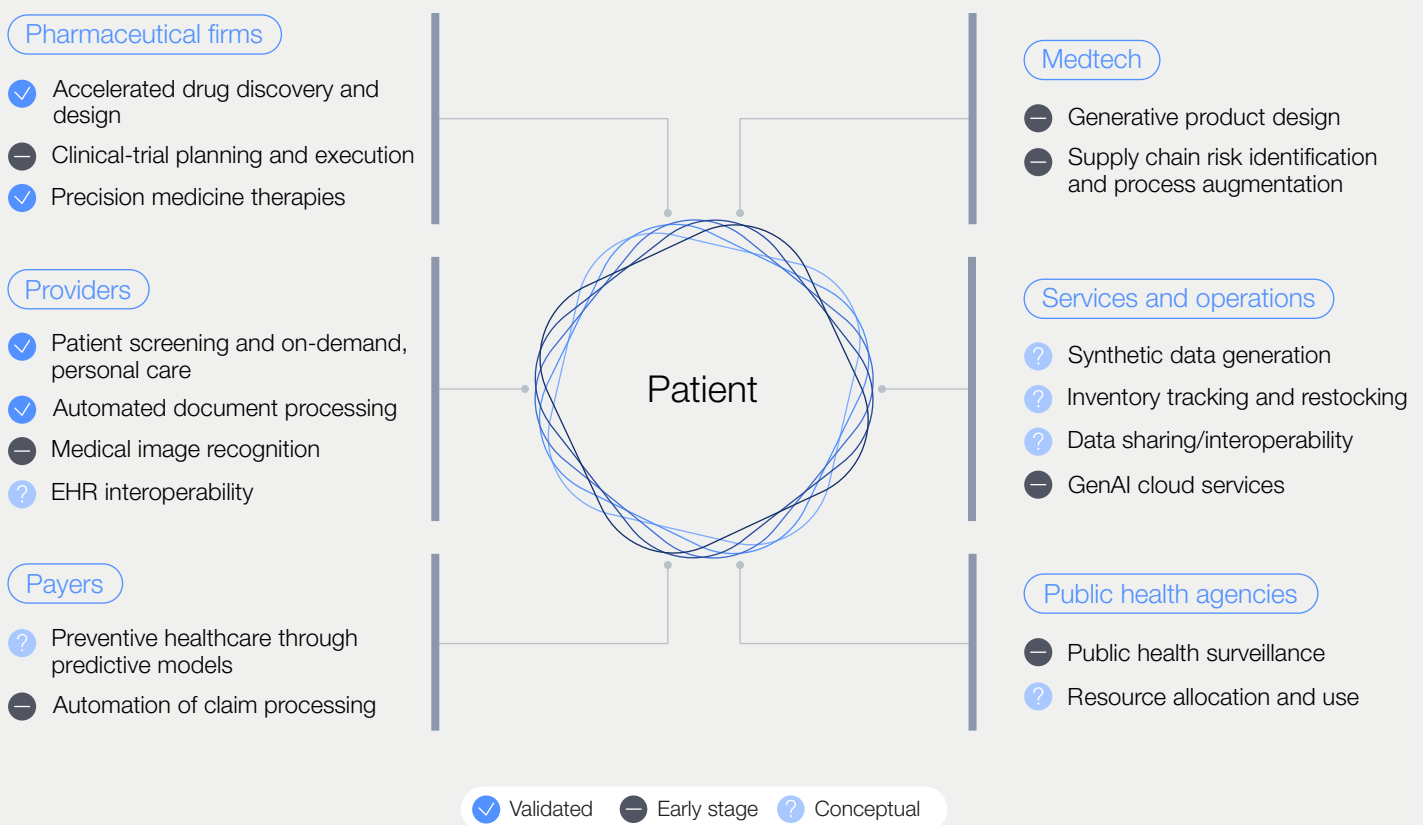 Pharmaceutical firms
Accelerated drug discovery and
design
Clinical-trial planning and execution
Precision medicine therapies
Providers
Patient screening and on-demand,
personal care
Automated document processing
Medical image recognition
EHR interoperability
Payers
Preventive healthcare through
predictive models
Automation of claim processing
Patient
Medtech
Generative product design
Supply chain risk identification
and process augmentation
Services and operations
? Synthetic data generation
? Inventory tracking and restocking
? Data sharing/interoperability
GenAI cloud services
Public health agencies
Public health surveillance
? Resource allocation and use
Validated
Early stage
? Conceptual